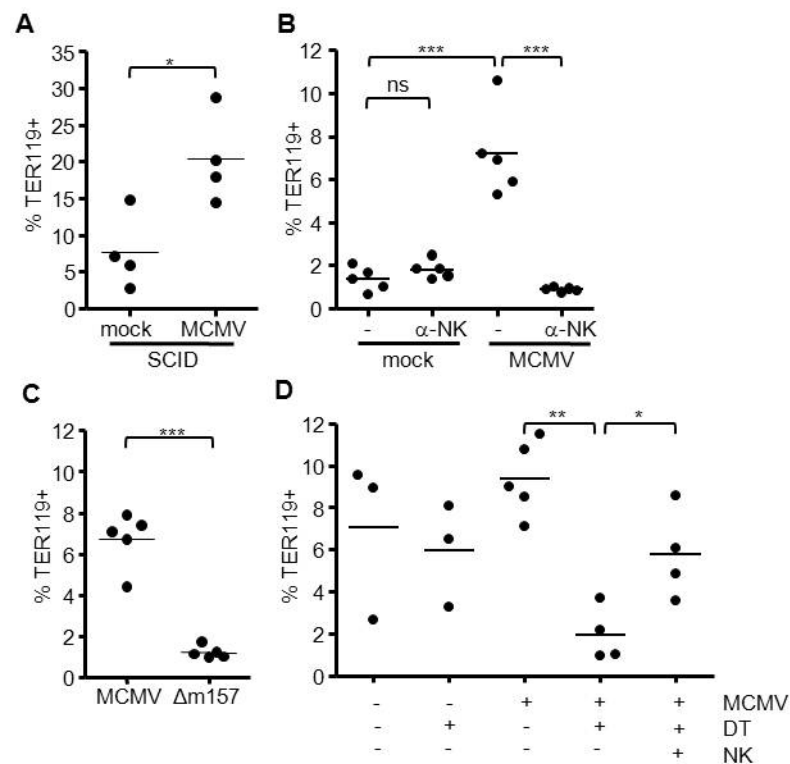 A
% TER119+
35
30
25
20
15
10
5
0
*
mock MCMV
SCID
B
% TER119+
12
10
8
6
4
2
0
*** ***
ns
- α-NK - α-NK
mock MCMV
C
% TER119+
12
10
8
6
4
2
0
***
MCMV Δm157
D
% TER119+
12
10
8
6
4
2
0
** *
- - + + + MCMV
- + - + + DT
- - - - + NK